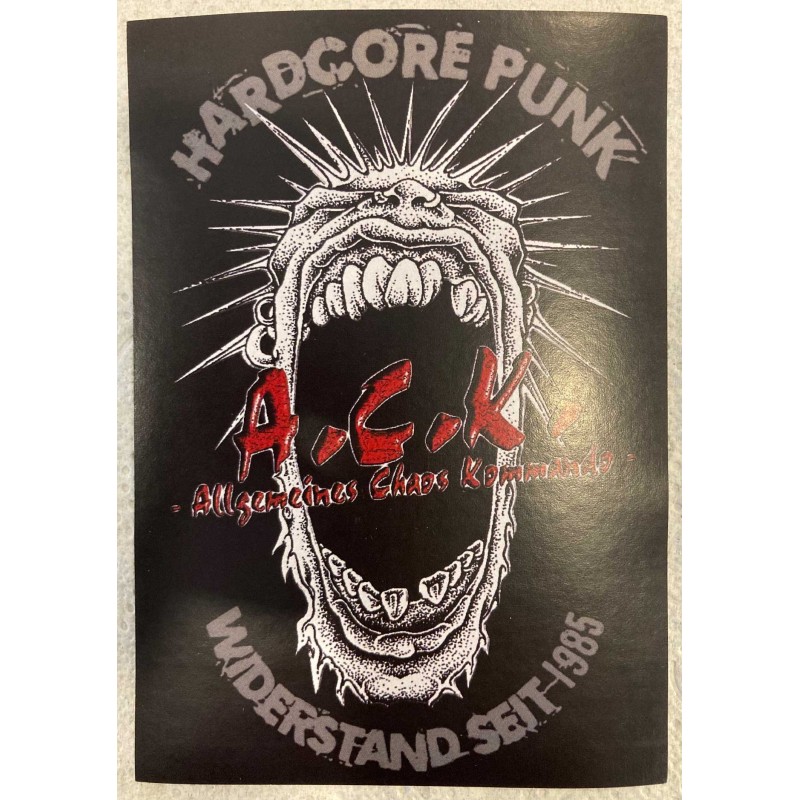 HARDCORE PUNK
A.C.K.
- Allgemeines Chaos Kommando -
WIDERSTAND SEIT 1985